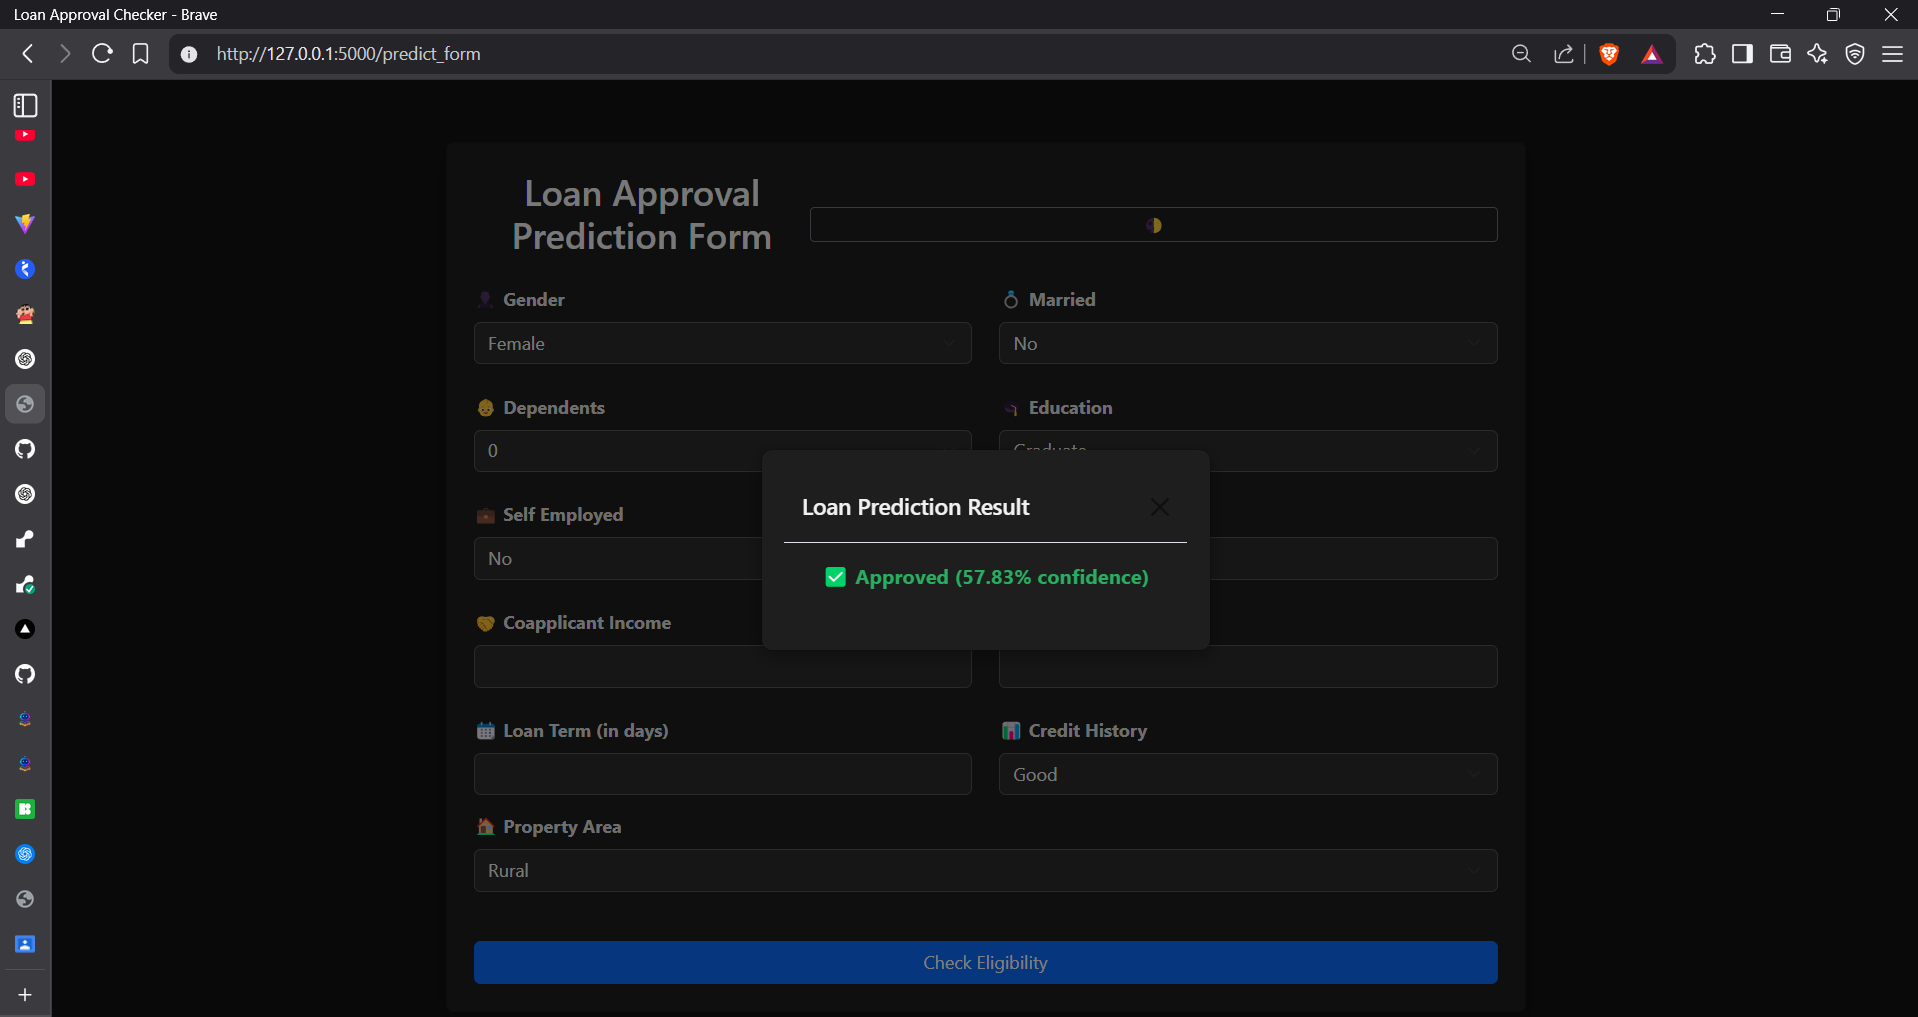 Loan Approval Checker - Brave
http://127.0.0.1:5000/predict_form
Loan Approval
Prediction Form
Gender
Married
Female
No
Dependents
Education
0
Graduate
Self Employed
No
Loan Prediction Result
Approved (57.83% confidence)
Coapplicant Income
Loan Term (in days)
Credit History
Good
Property Area
Rural
Check Eligibility